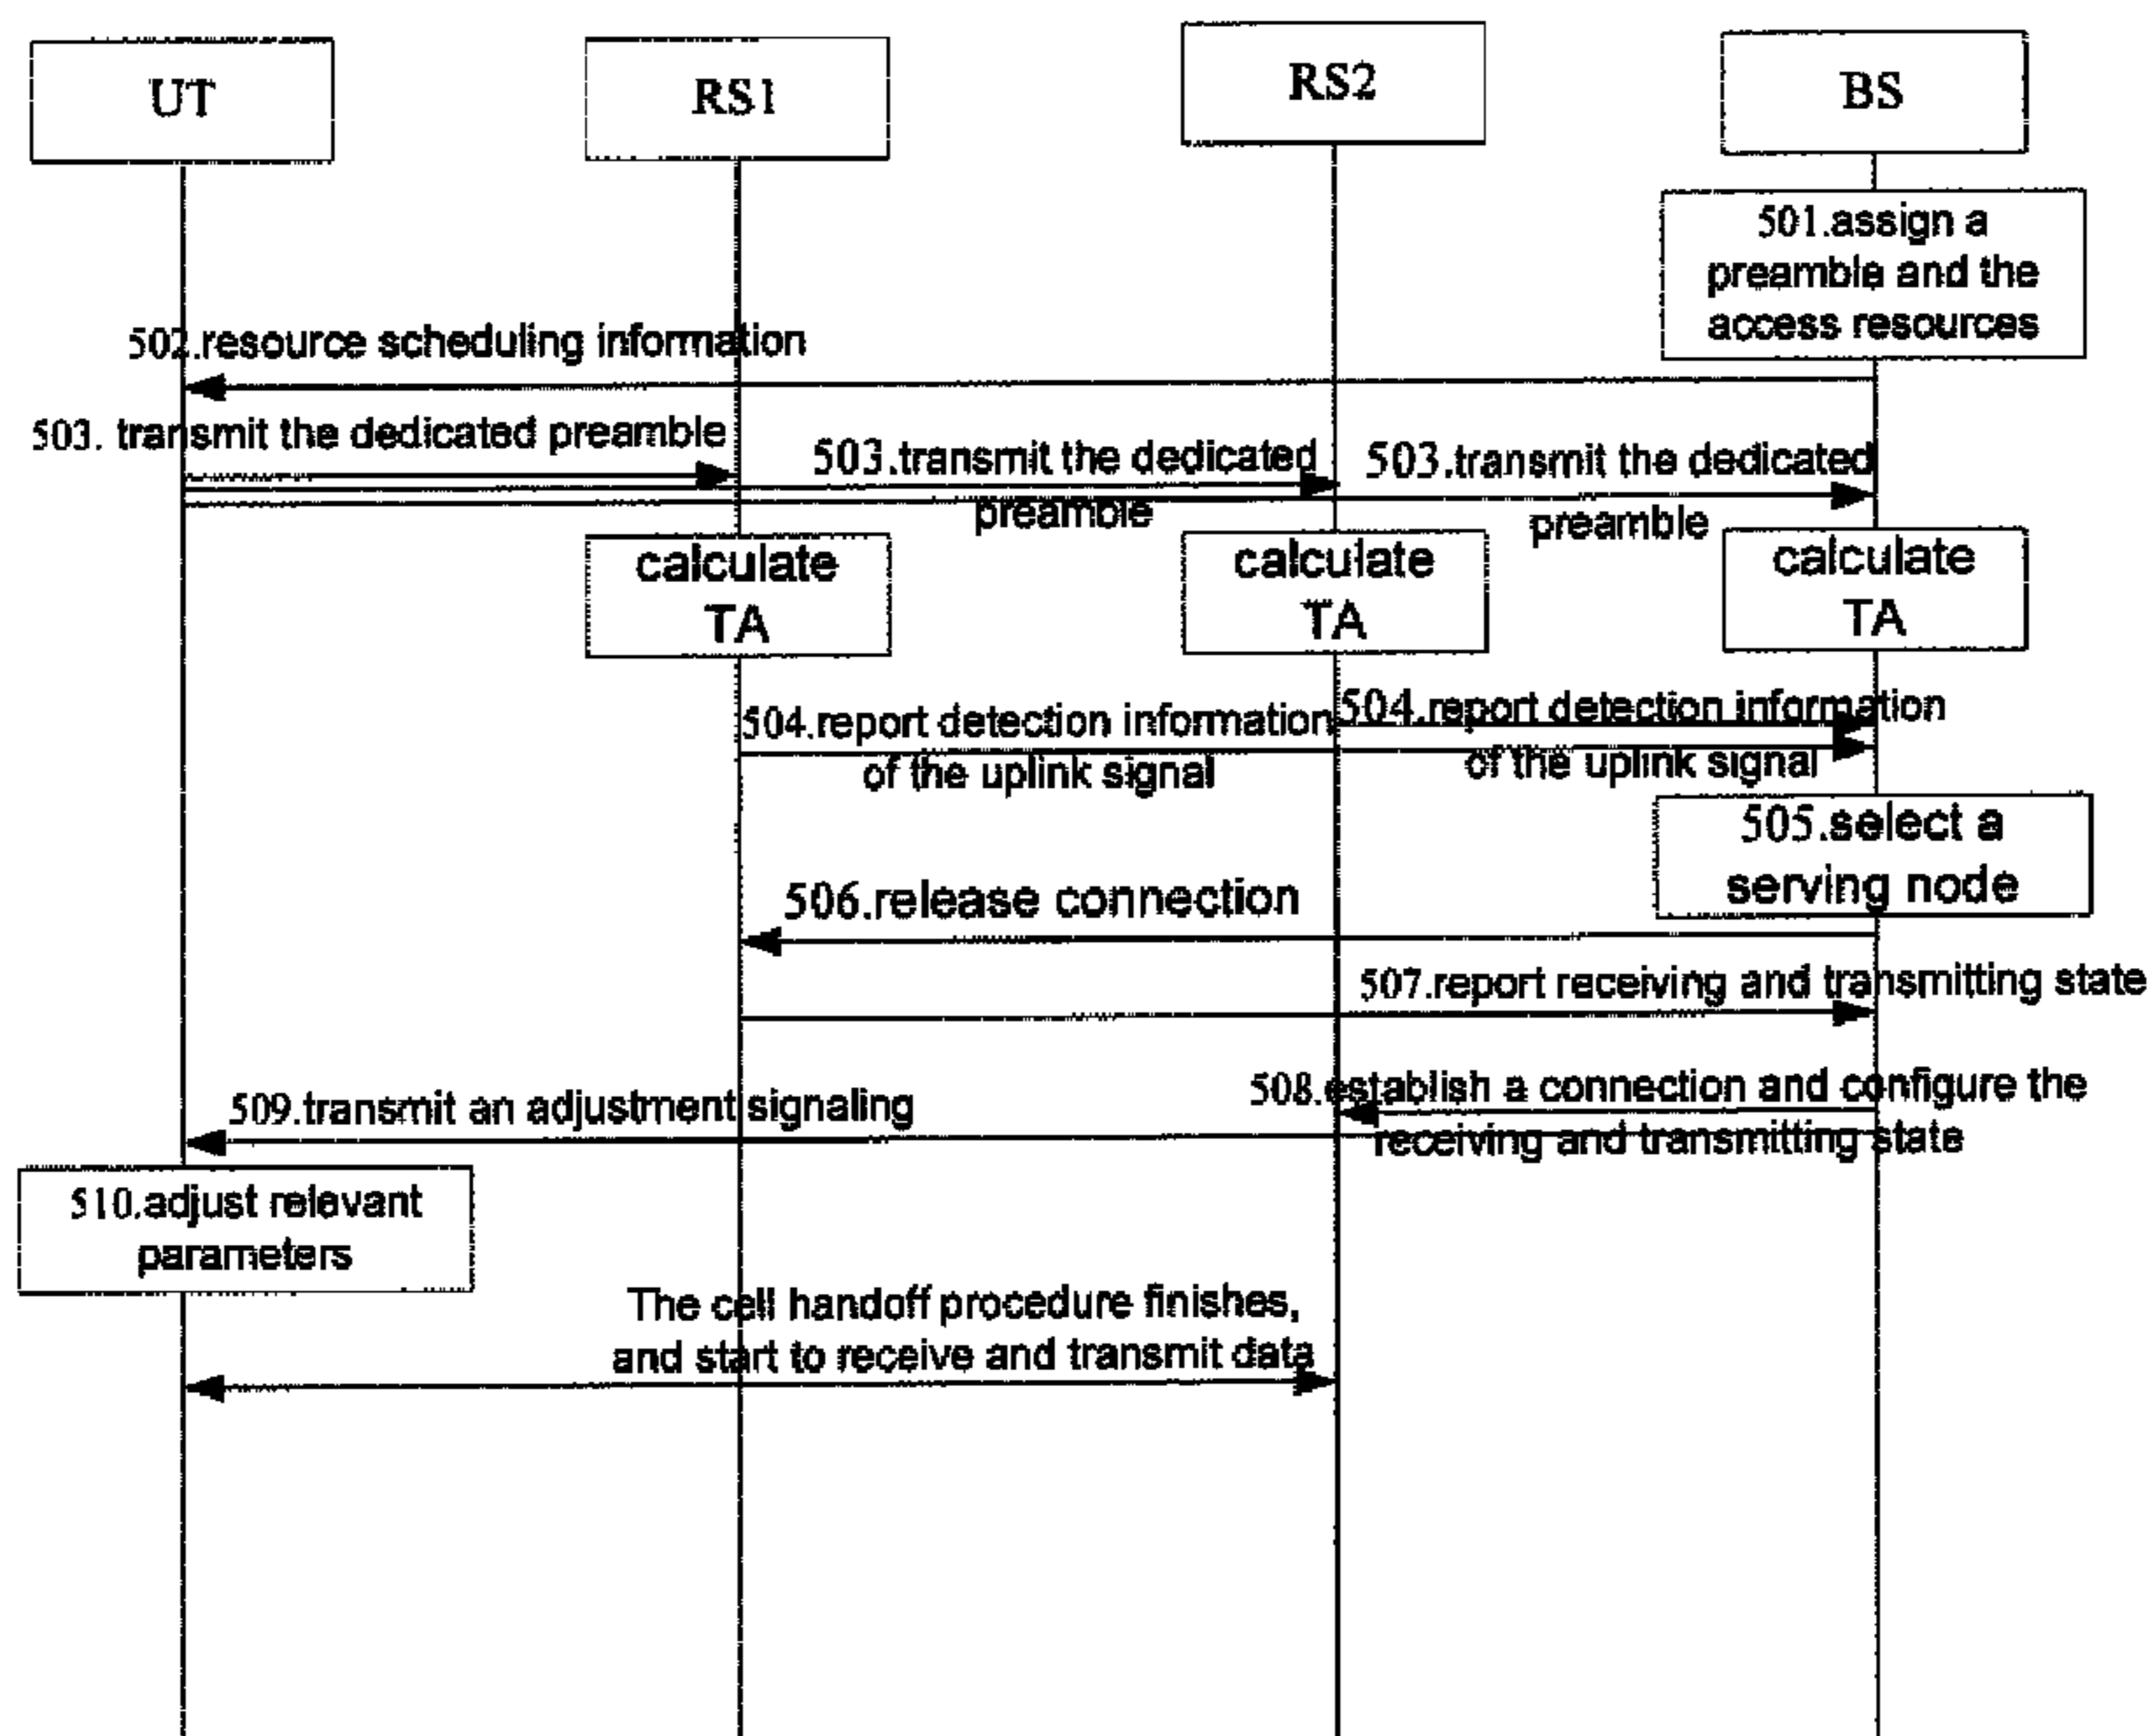 UT
RS1
RS2
BS
501.assign a
preamble and the
access resources
502.resource scheduling information
503. transmit the dedicated preamble
503.transmit the dedicated
preamble
503.transmit the dedicated
preamble
calculate
TA
calculate
TA
calculate
TA
504.report detection information
of the uplink signal
504.report detection information
of the uplink signal
505.select a
serving node
506.release connection
507.report receiving and transmitting state
508.establish a connection and configure the
receiving and transmitting state
509.transmit an adjustment signaling
510.adjust relevant
parameters
The cell handoff procedure finishes,
and start to receive and transmit data